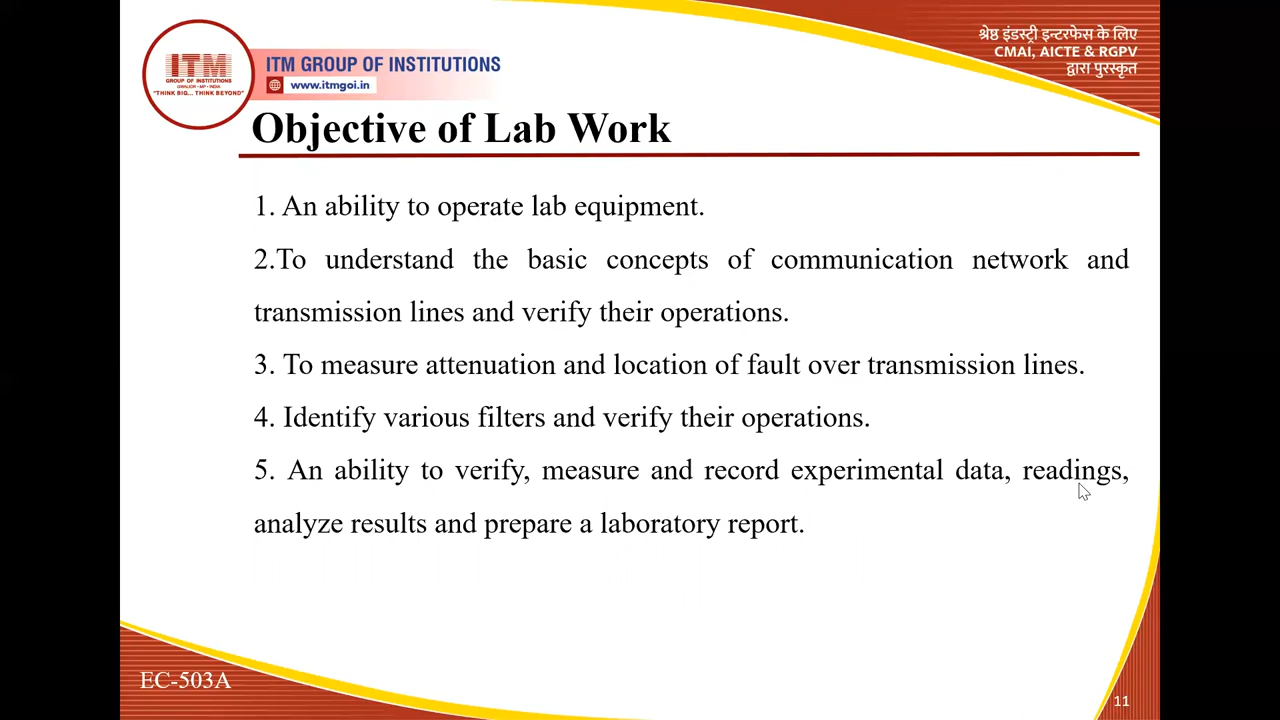 श्रेष्ठ इंडस्ट्री इन्टरफेस के लिए
CMAI, AICTE & RGPV
द्वारा पुरस्कृत
ITM
GROUP OF INSTITUTIONS
GWALIOR • MP • INDIA
"THINK BIG... THINK BEYOND"
ITM GROUP OF INSTITUTIONS
www.itmgoi.in
Objective of Lab Work
1. An ability to operate lab equipment.
2.To understand the basic concepts of communication network and
transmission lines and verify their operations.
3. To measure attenuation and location of fault over transmission lines.
4. Identify various filters and verify their operations.
5. An ability to verify, measure and record experimental data, readings,
analyze results and prepare a laboratory report.
EC-503A
11